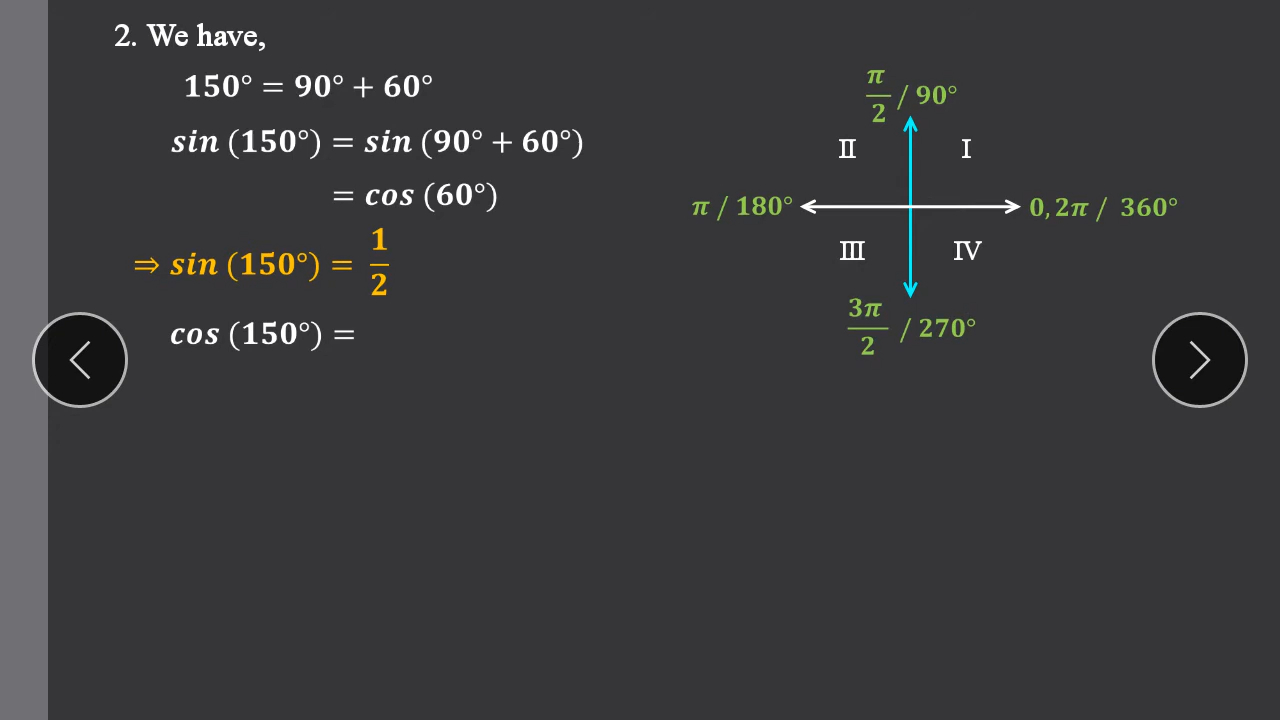 2. We have,
150° = 90° + 60°
sin (150°) = sin (90° + 60°)
= cos (60°)
⇒ sin (150°) = 1/2
cos (150°) =
π/2 / 90°
II I
π / 180° 0, 2π / 360°
III IV
3π/2 / 270°